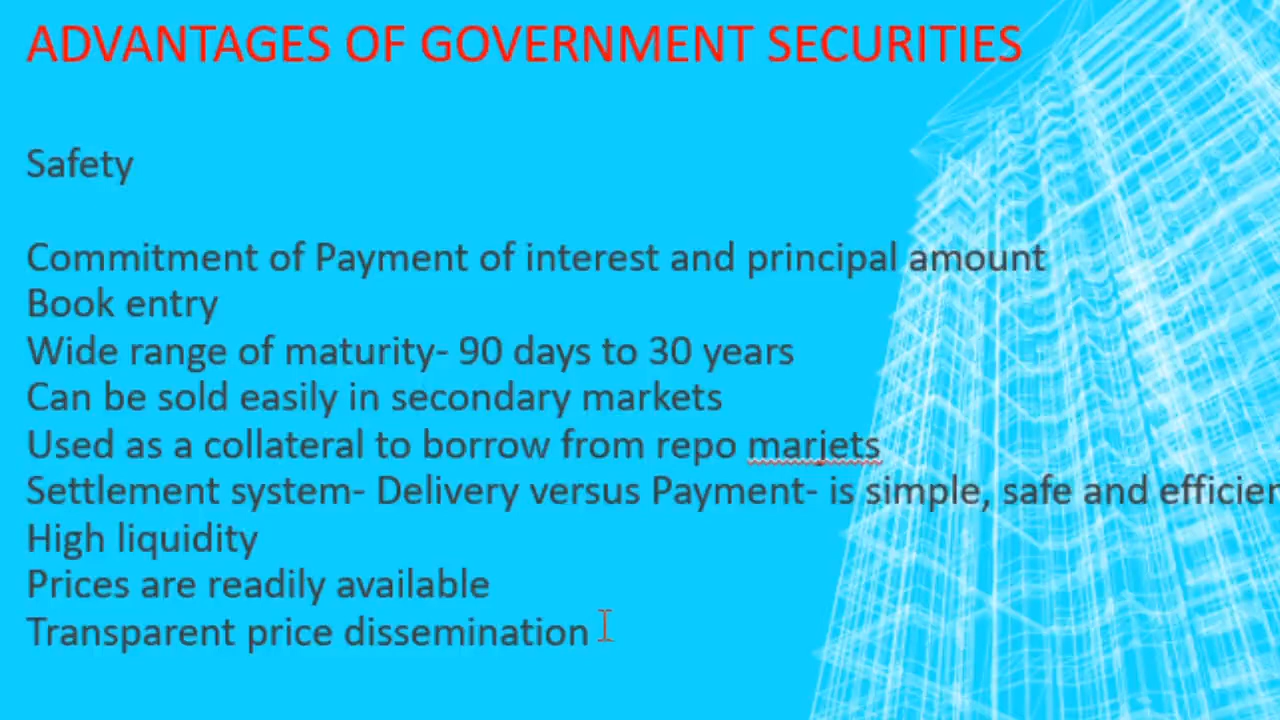 ADVANTAGES OF GOVERNMENT SECURITIES
Safety
Commitment of Payment of interest and principal amount
Book entry
Wide range of maturity- 90 days to 30 years
Can be sold easily in secondary markets
Used as a collateral to borrow from repo marjets
Settlement system- Delivery versus Payment- is simple, safe and
High liquidity
Prices are readily available
Transparent price dissemination